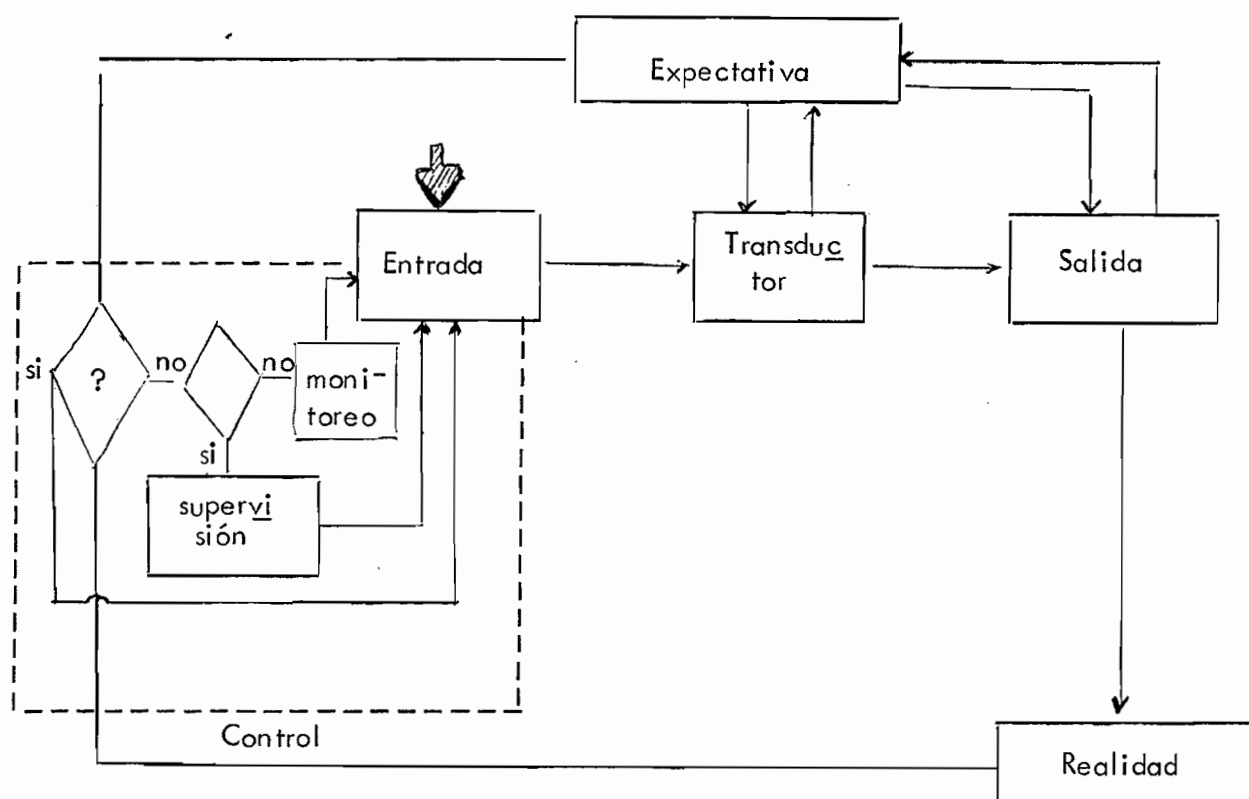 Expectativa
Entrada
Transduc
tor
Salida
si
?
no
no
moni-
toreo
si
supervi
sión
Control
Realidad